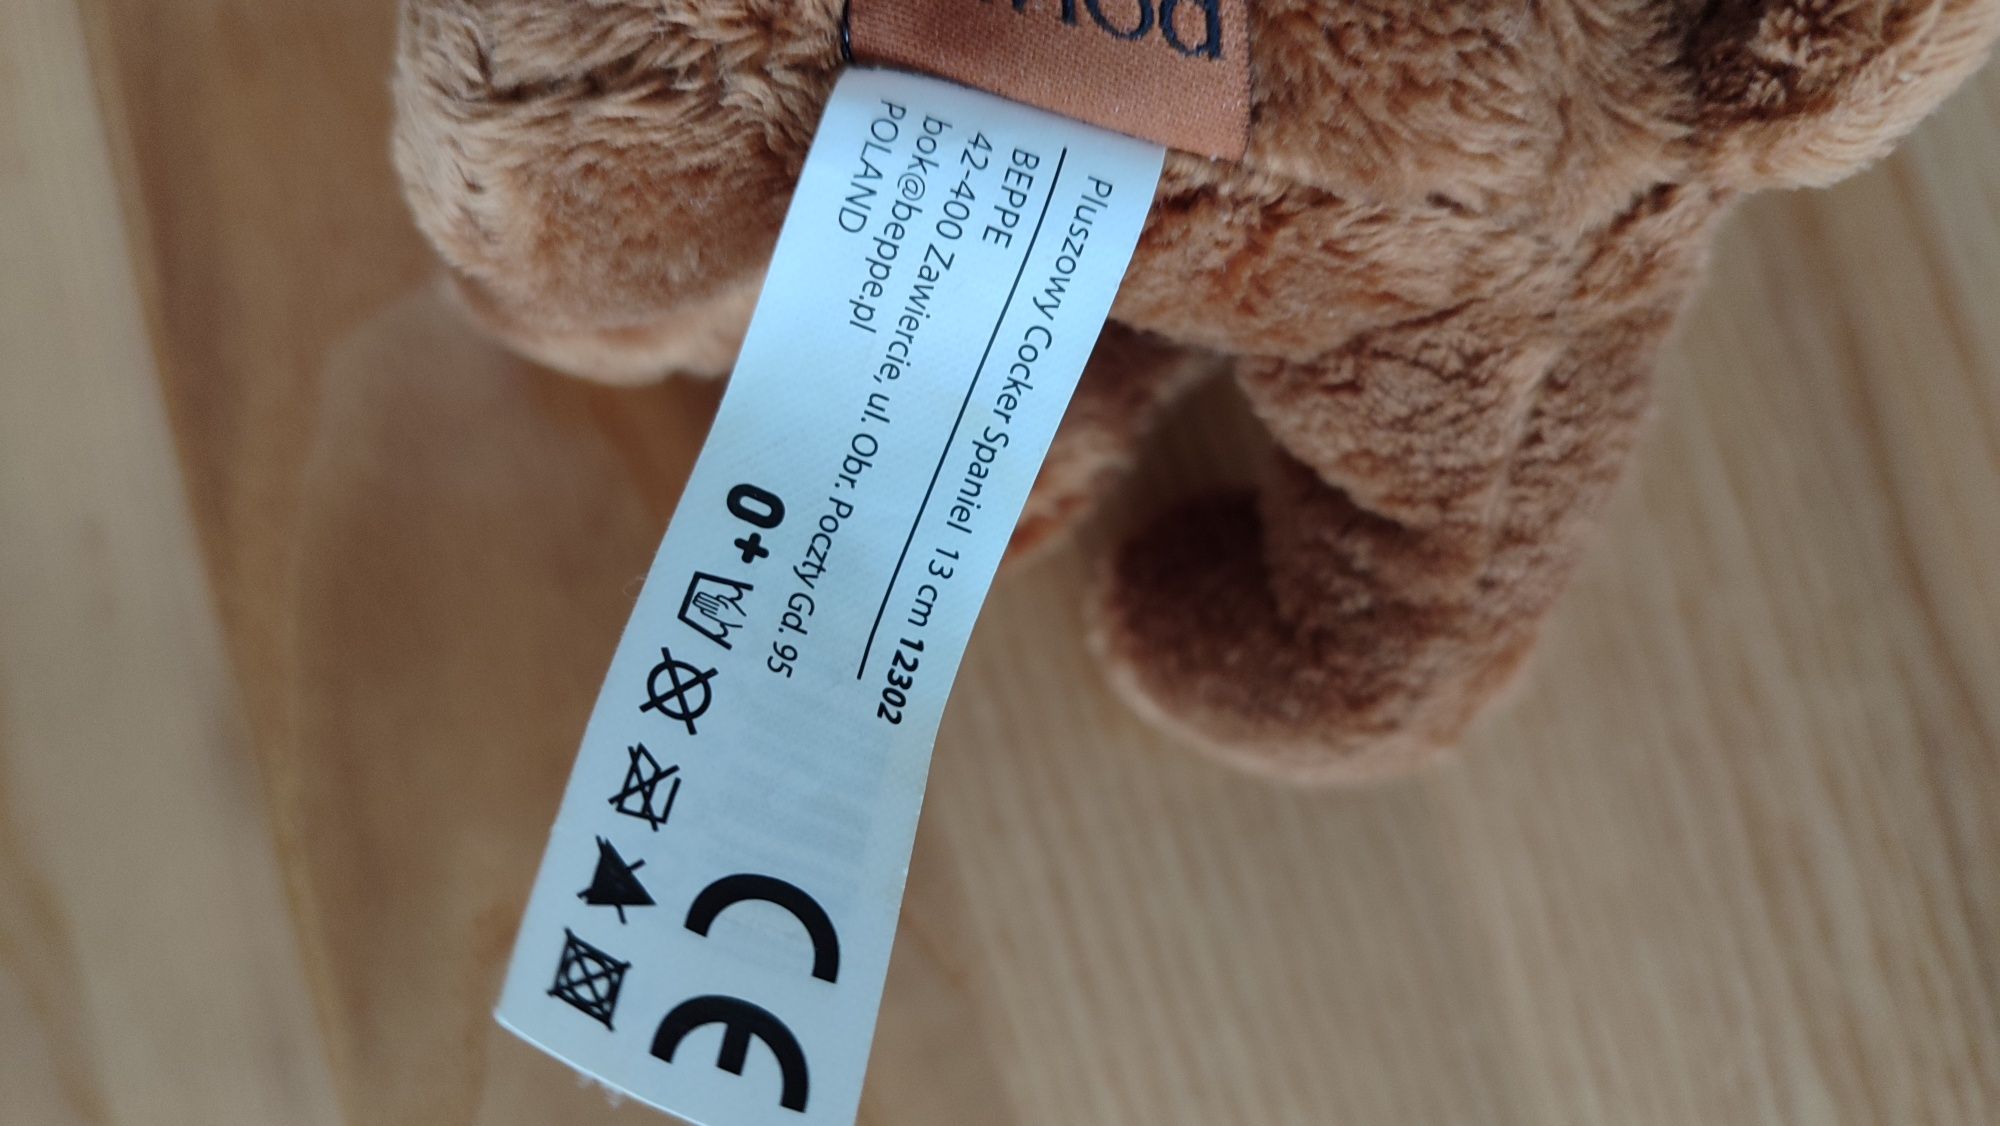 Pluszowy Cocker Spaniel 13 cm 12302
BEPPE
42-400 Zawiercie, ul. Obr. Poczty Gd. 95
bok@beppe.pl
POLAND
0+
CE